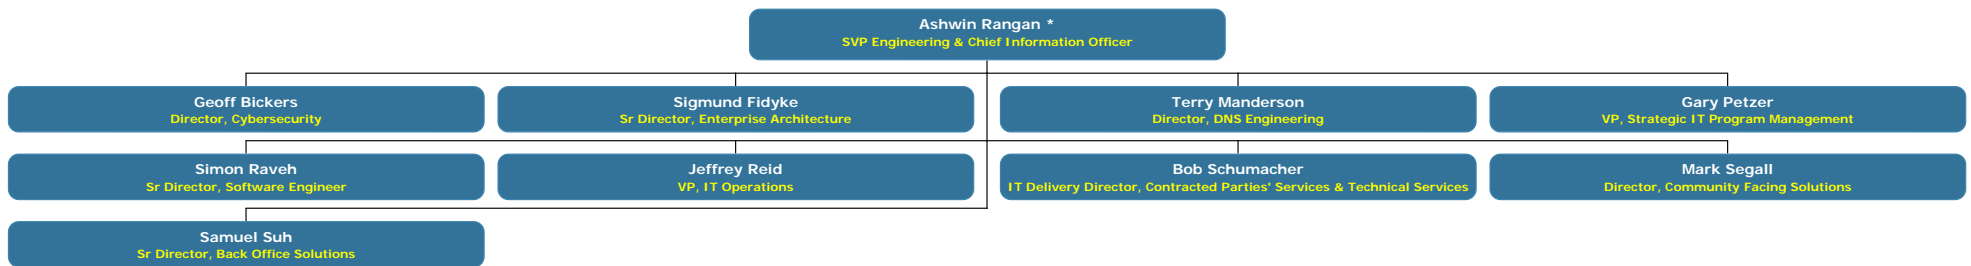 Ashwin Rangan *
SVP Engineering & Chief Information Officer
Geoff Bickers
Director, Cybersecurity
Sigmund Fidyke
Sr Director, Enterprise Architecture
Terry Manderson
Director, DNS Engineering
Gary Petzer
VP, Strategic IT Program Management
Simon Raveh
Sr Director, Software Engineer
Jeffrey Reid
VP, IT Operations
Bob Schumacher
IT Delivery Director, Contracted Parties' Services & Technical Services
Mark Segall
Director, Community Facing Solutions
Samuel Suh
Sr Director, Back Office Solutions